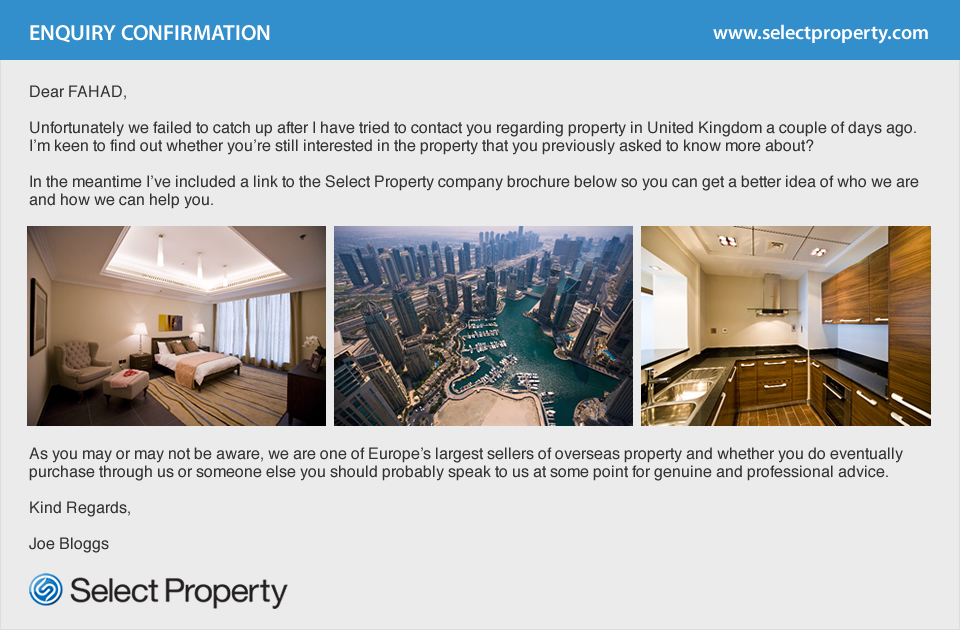 ENQUIRY CONFIRMATION
www.selectproperty.com
Dear FAHAD,
Unfortunately we failed to catch up after I have tried to contact you regarding property in United Kingdom a couple of days ago.
I’m keen to find out whether you’re still interested in the property that you previously asked to know more about?
In the meantime I’ve included a link to the Select Property company brochure below so you can get a better idea of who we are
and how we can help you.
As you may or may not be aware, we are one of Europe’s largest sellers of overseas property and whether you do eventually
purchase through us or someone else you should probably speak to us at some point for genuine and professional advice.
Kind Regards,
Joe Bloggs
Select Property